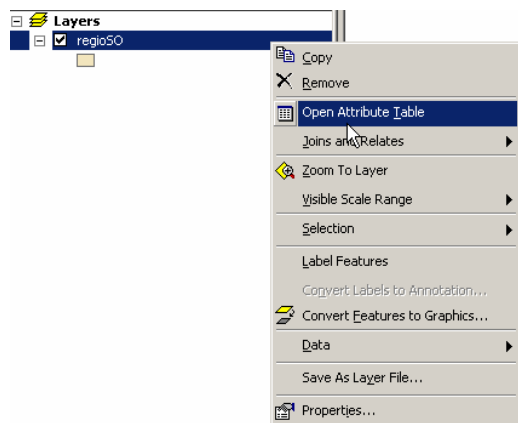 Layers
regioSO
Copy
Remove
Open Attribute Table
Joins and Relates
Zoom To Layer
Visible Scale Range
Selection
Label Features
Convert Labels to Annotation...
Convert Features to Graphics...
Data
Save As Layer File...
Properties...